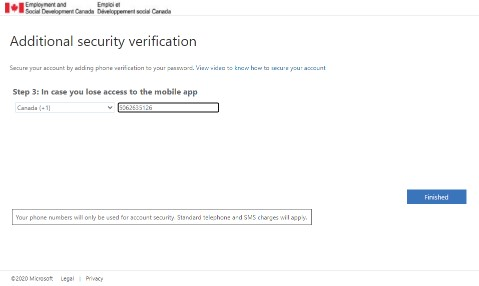 Employment and Social Development Canada
Emploi et Développement social Canada
Additional security verification
Secure your account by adding phone verification to your password. View video to know how to secure your account
Step 3: In case you lose access to the mobile app
Canada (+1) 5062635126
Finished
Your phone numbers will only be used for account security. Standard telephone and SMS charges will apply.
©2020 Microsoft Legal | Privacy